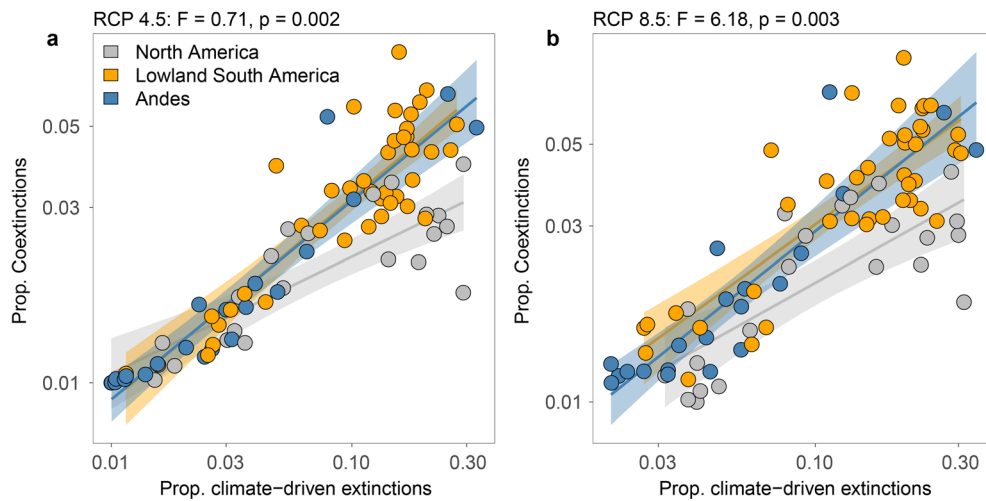 RCP 4.5: F = 0.71, p = 0.002
a
North America
Lowland South America
Andes
0.05
0.03
0.01
Prop. Coextinctions
0.01 0.03 0.10 0.30
Prop. climate−driven extinctions
RCP 8.5: F = 6.18, p = 0.003
b
0.05
0.03
0.01
Prop. Coextinctions
0.03 0.10 0.30
Prop. climate−driven extinctions